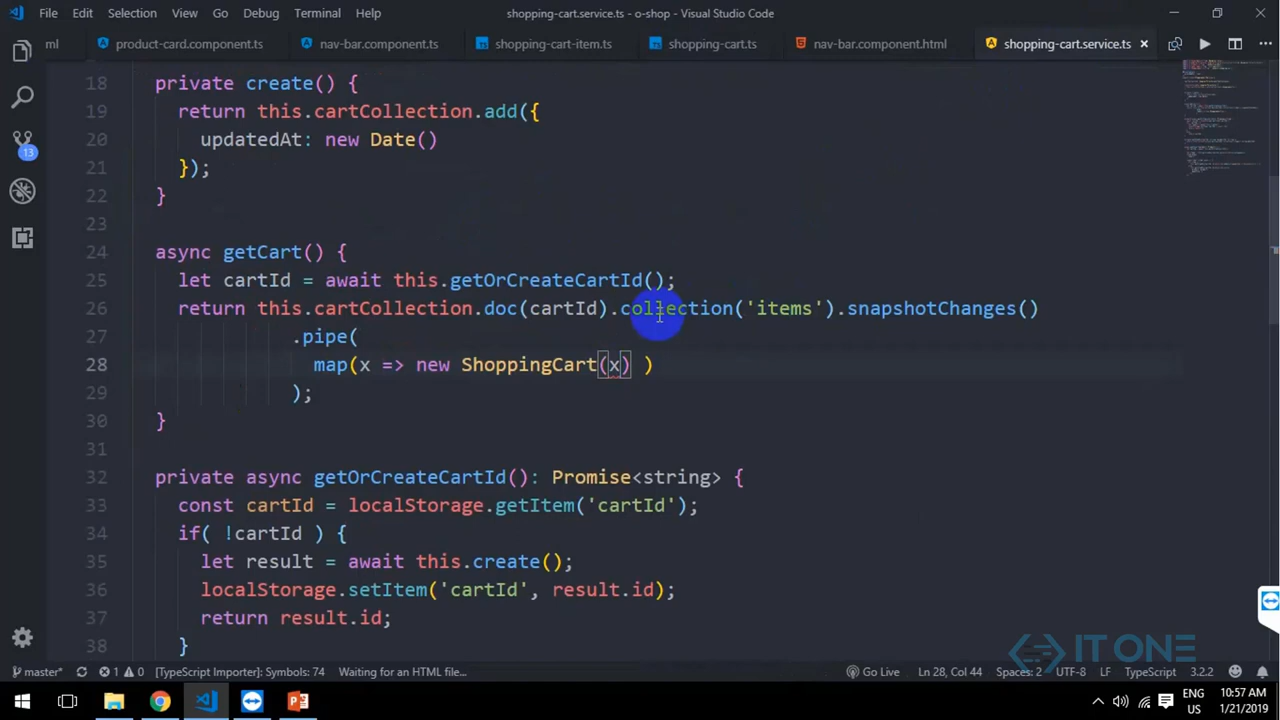 File Edit Selection View Go Debug Terminal Help shopping-cart.service.ts - o-shop - Visual Studio Code
ml product-card.component.ts nav-bar.component.ts shopping-cart-item.ts shopping-cart.ts nav-bar.component.html shopping-cart.service.ts
18 private create() {
19 return this.cartCollection.add({
20 updatedAt: new Date()
21 });
22 }
23
24 async getCart() {
25 let cartId = await this.getOrCreateCartId();
26 return this.cartCollection.doc(cartId).collection('items').snapshotChanges()
27 .pipe(
28 map(x => new ShoppingCart(x) )
29 );
30 }
31
32 private async getOrCreateCartId(): Promise<string> {
33 const cartId = localStorage.getItem('cartId');
34 if( !cartId ) {
35 let result = await this.create();
36 localStorage.setItem('cartId', result.id);
37 return result.id;
38 }
13
IT ONE
master* 1 0 [TypeScript Importer]: Symbols: 74 Waiting for an HTML file... Go Live Ln 28, Col 44 Spaces: 2 UTF-8 LF TypeScript 3.2.2 1
ENG 10:57 AM
US 1/21/2019